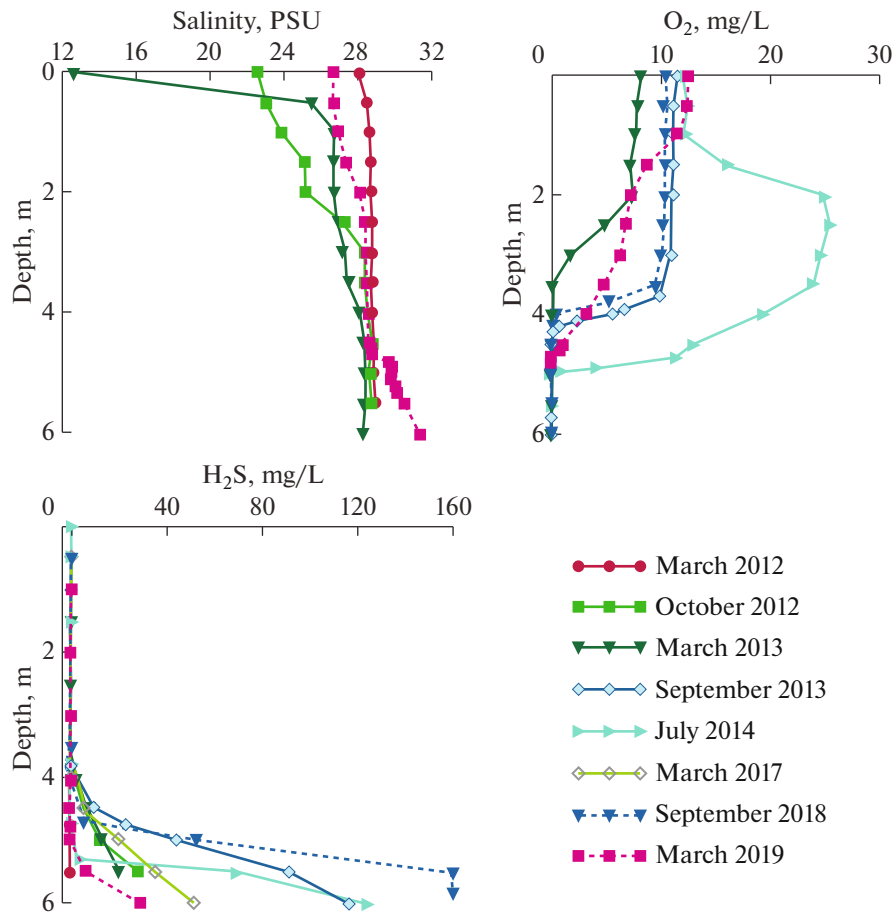 Salinity, PSU
12 16 20 24 28 32
0
2
4
6
Depth, m
O2, mg/L
0 10 20 30
2
4
6
Depth, m
H2S, mg/L
0 40 80 120 160
2
4
6
Depth, m
March 2012
October 2012
March 2013
September 2013
July 2014
March 2017
September 2018
March 2019